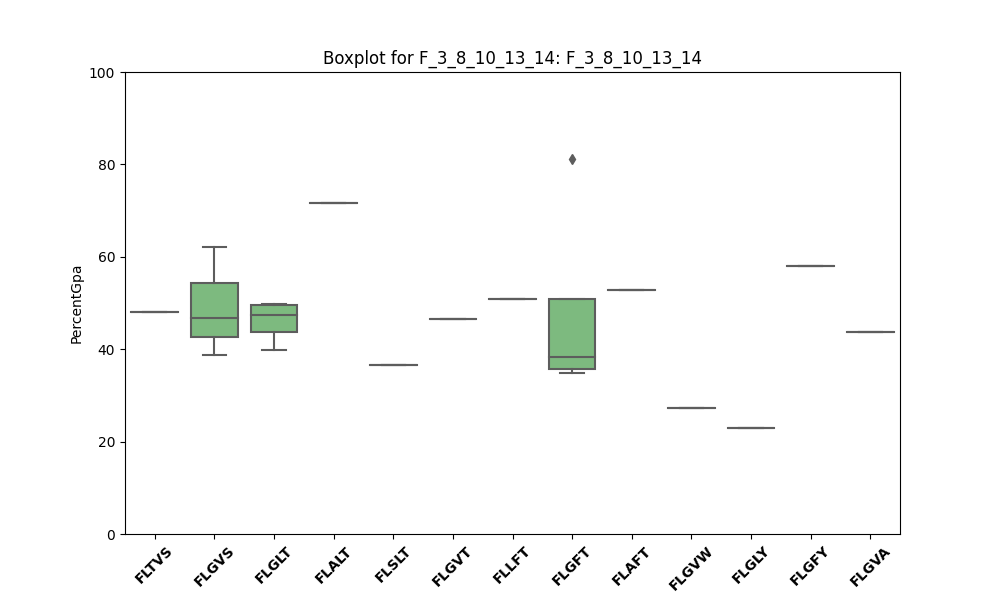 Boxplot for F_3_8_10_13_14: F_3_8_10_13_14
PercentGpa
100
80
60
40
20
0
FLTVS
FLGVS
FLGLT
FLALT
FLSLT
FLGVT
FLLFT
FLGFT
FLAFT
FLGVW
FLGLY
FLGFY
FLGVA